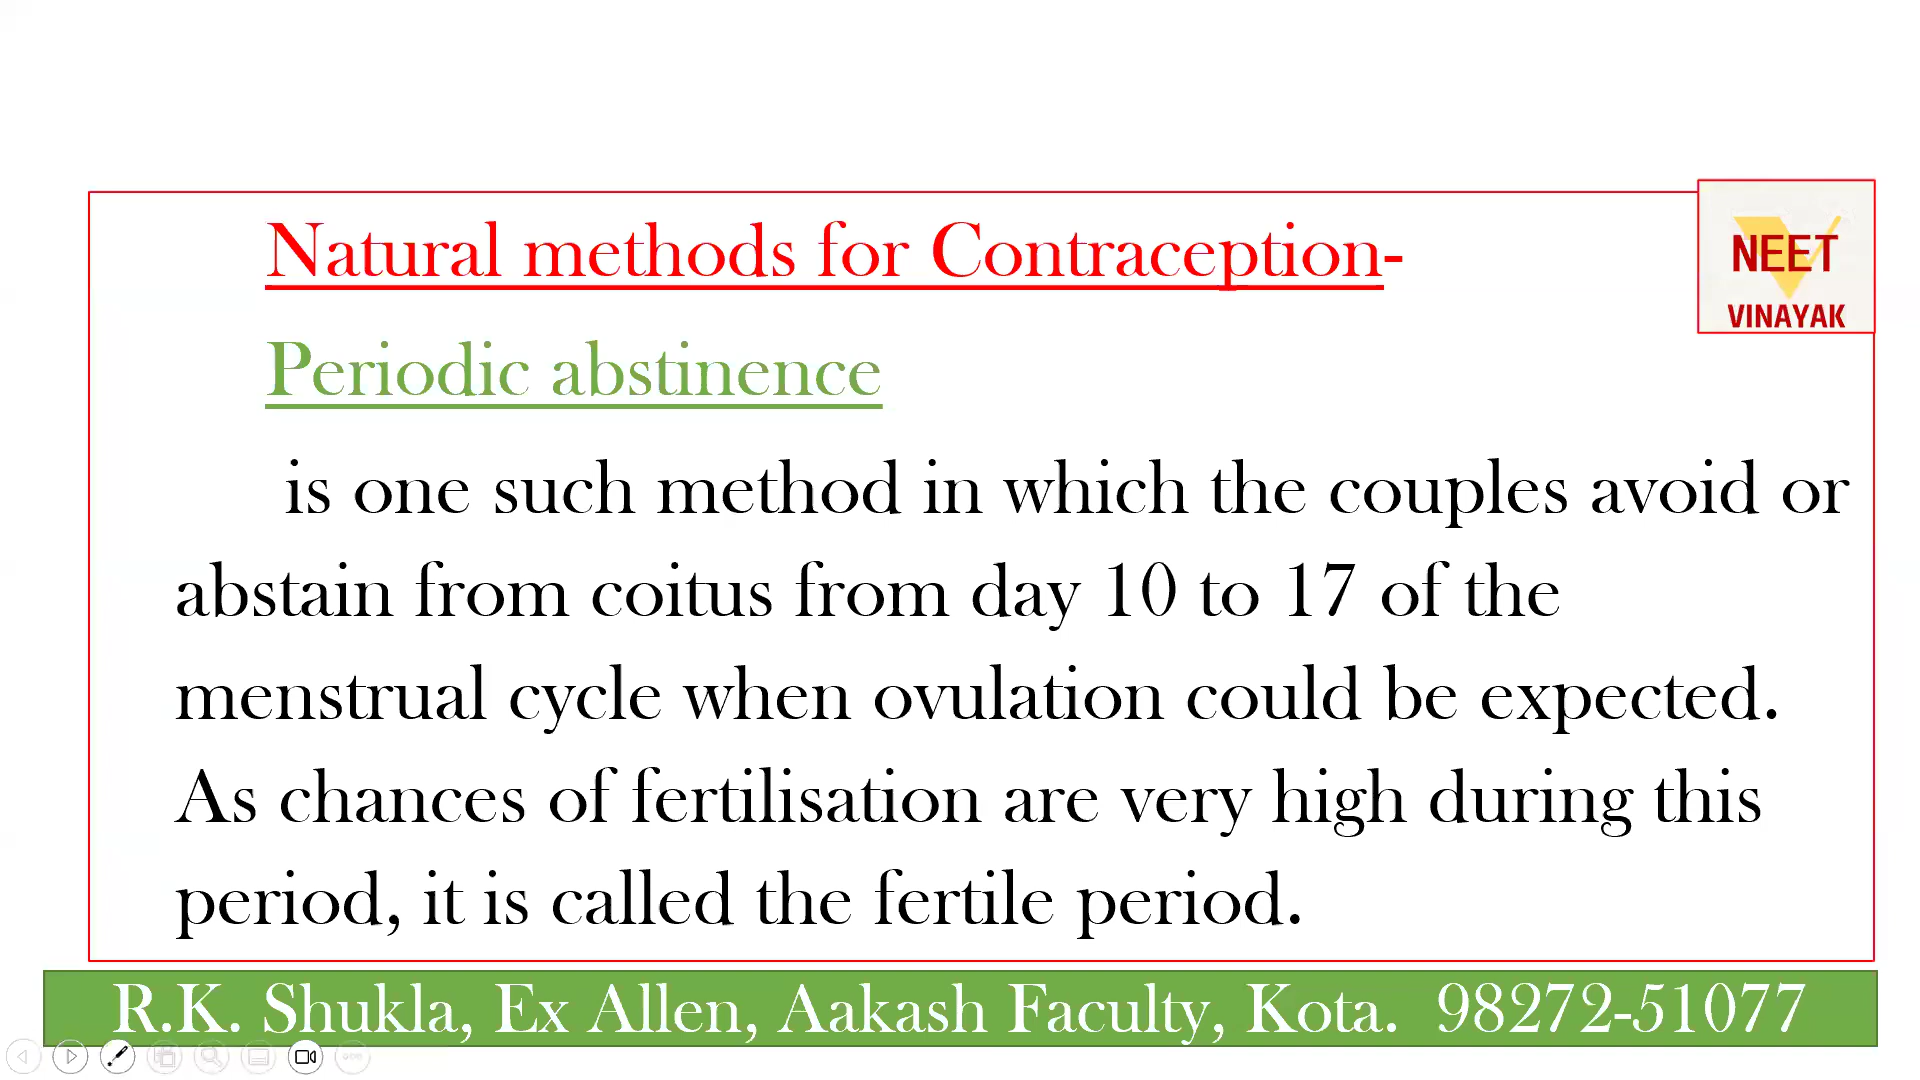 Natural methods for Contraception-
NEET
VINAYAK
Periodic abstinence
is one such method in which the couples avoid or
abstain from coitus from day 10 to 17 of the
menstrual cycle when ovulation could be expected.
As chances of fertilisation are very high during this
period, it is called the fertile period.
R.K. Shukla, Ex Allen, Aakash Faculty, Kota. 98272-51077